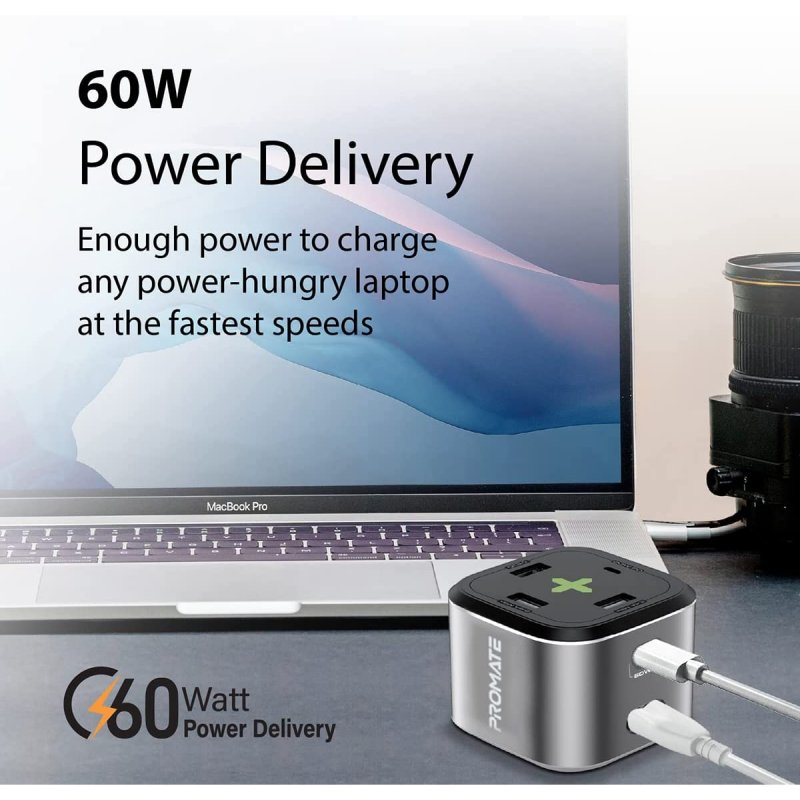 60W
Power Delivery
Enough power to charge
any power-hungry laptop
at the fastest speeds
MacBook Pro
PROMATE
60W
60 Watt
Power Delivery